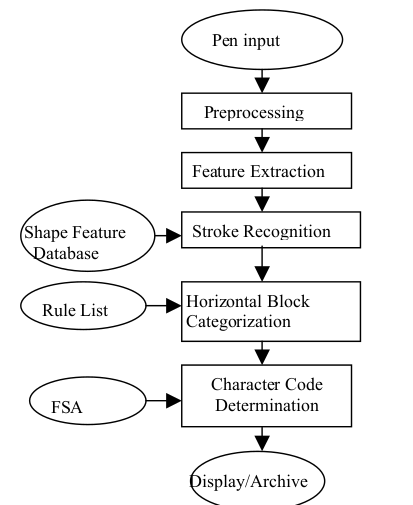 Pen input
Preprocessing
Feature Extraction
Shape Feature
Database
Stroke Recognition
Rule List
Horizontal Block
Categorization
FSA
Character Code
Determination
Display/Archive